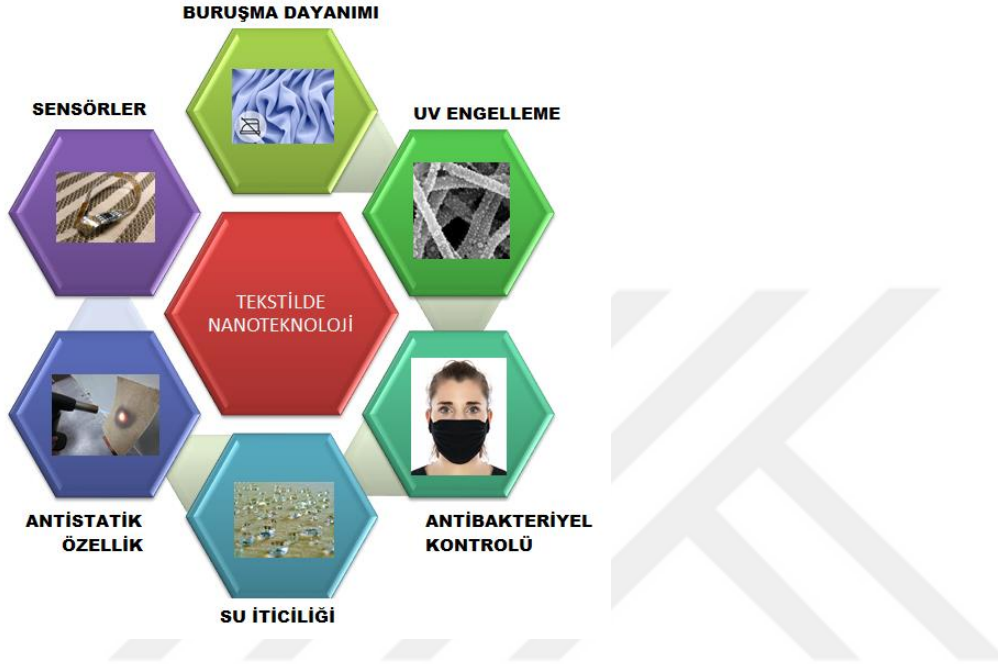 BURUŞMA DAYANIMI
SENSÖRLER
UV ENGELLEME
TEKSTİLDE
NANOTEKNOLOJİ
ANTİSTATİK
ÖZELLİK
ANTİBAKTERİYEL
KONTROLÜ
SU İTİCİLİĞİ